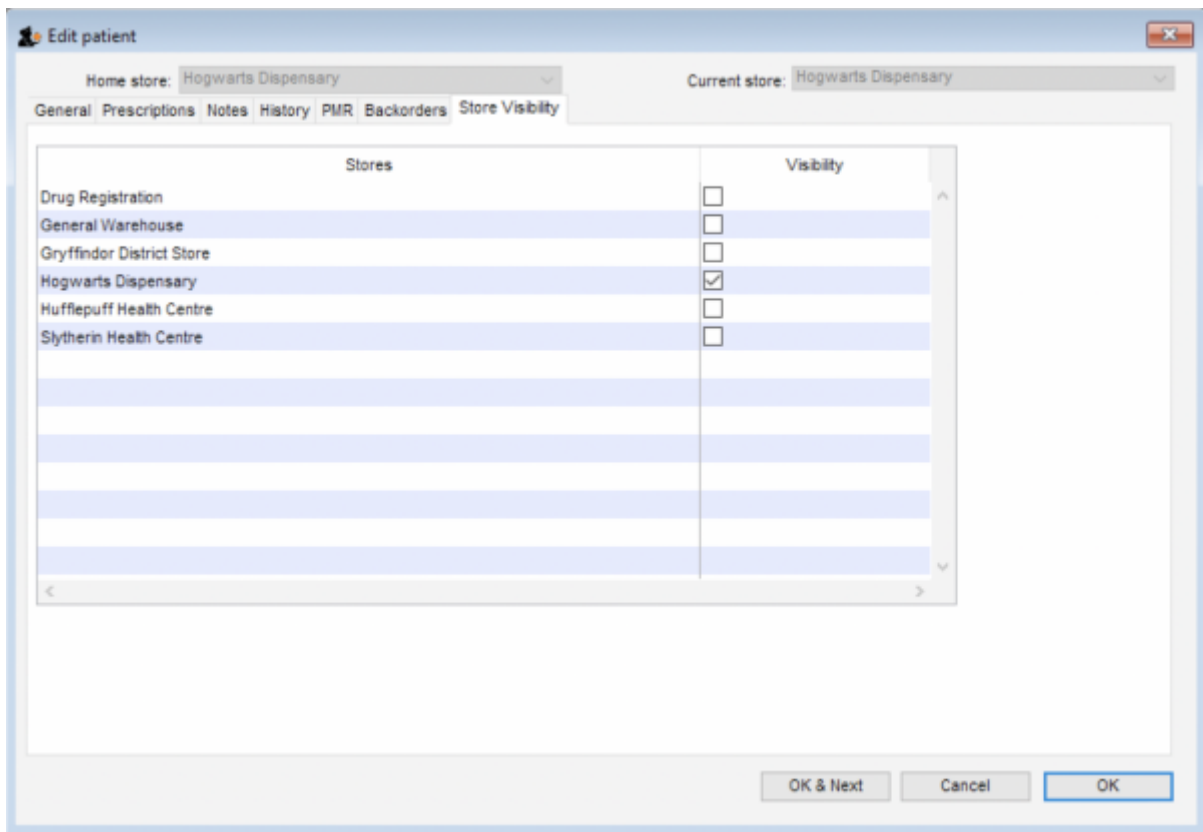 Edit patient
Home store: Hogwarts Dispensary Current store: Hogwarts Dispensary
General Prescriptions Notes History PMR Backorders Store Visibility
Stores Visibility
Drug Registration
General Warehouse
Gryffindor District Store
Hogwarts Dispensary
Hufflepuff Health Centre
Slytherin Health Centre
OK & Next Cancel OK